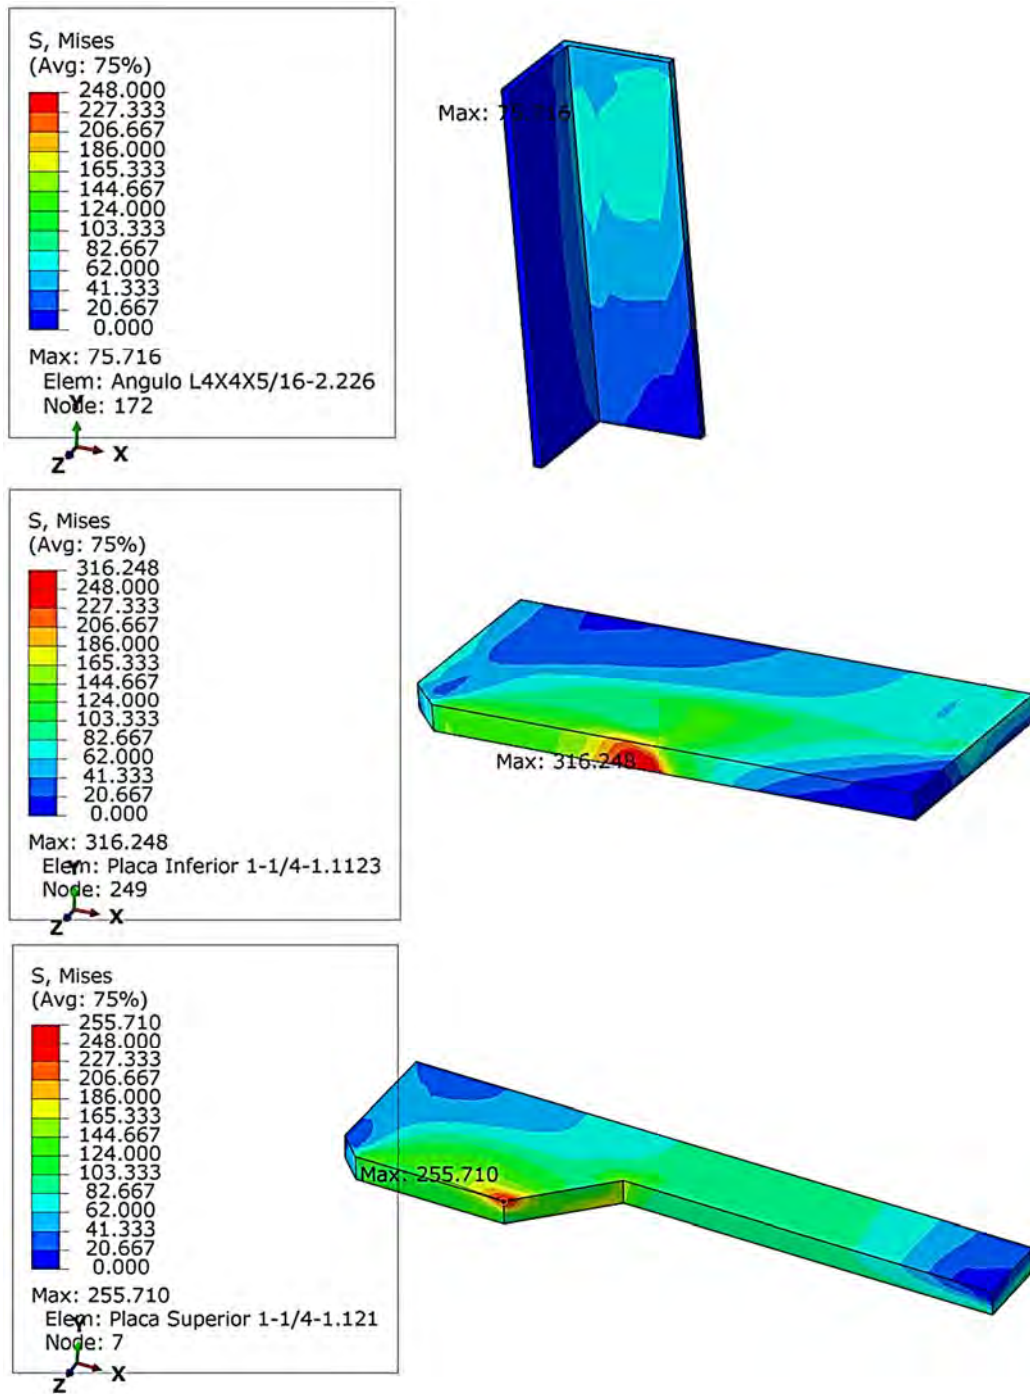 S, Mises
(Avg: 75%)
248.000
227.333
206.667
186.000
165.333
144.667
124.000
103.333
82.667
62.000
41.333
20.667
0.000
Max: 75.716
Elem: Angulo L4X4X5/16-2.226
Node: 172
Y
Z X
Max: 75.716
S, Mises
(Avg: 75%)
316.248
248.000
227.333
206.667
186.000
165.333
144.667
124.000
103.333
82.667
62.000
41.333
20.667
0.000
Max: 316.248
Elem: Placa Inferior 1-1/4-1.1123
Node: 249
Y
Z X
Max: 316.248
S, Mises
(Avg: 75%)
255.710
248.000
227.333
206.667
186.000
165.333
144.667
124.000
103.333
82.667
62.000
41.333
20.667
0.000
Max: 255.710
Elem: Placa Superior 1-1/4-1.121
Node: 7
Y
Z X
Max: 255.710